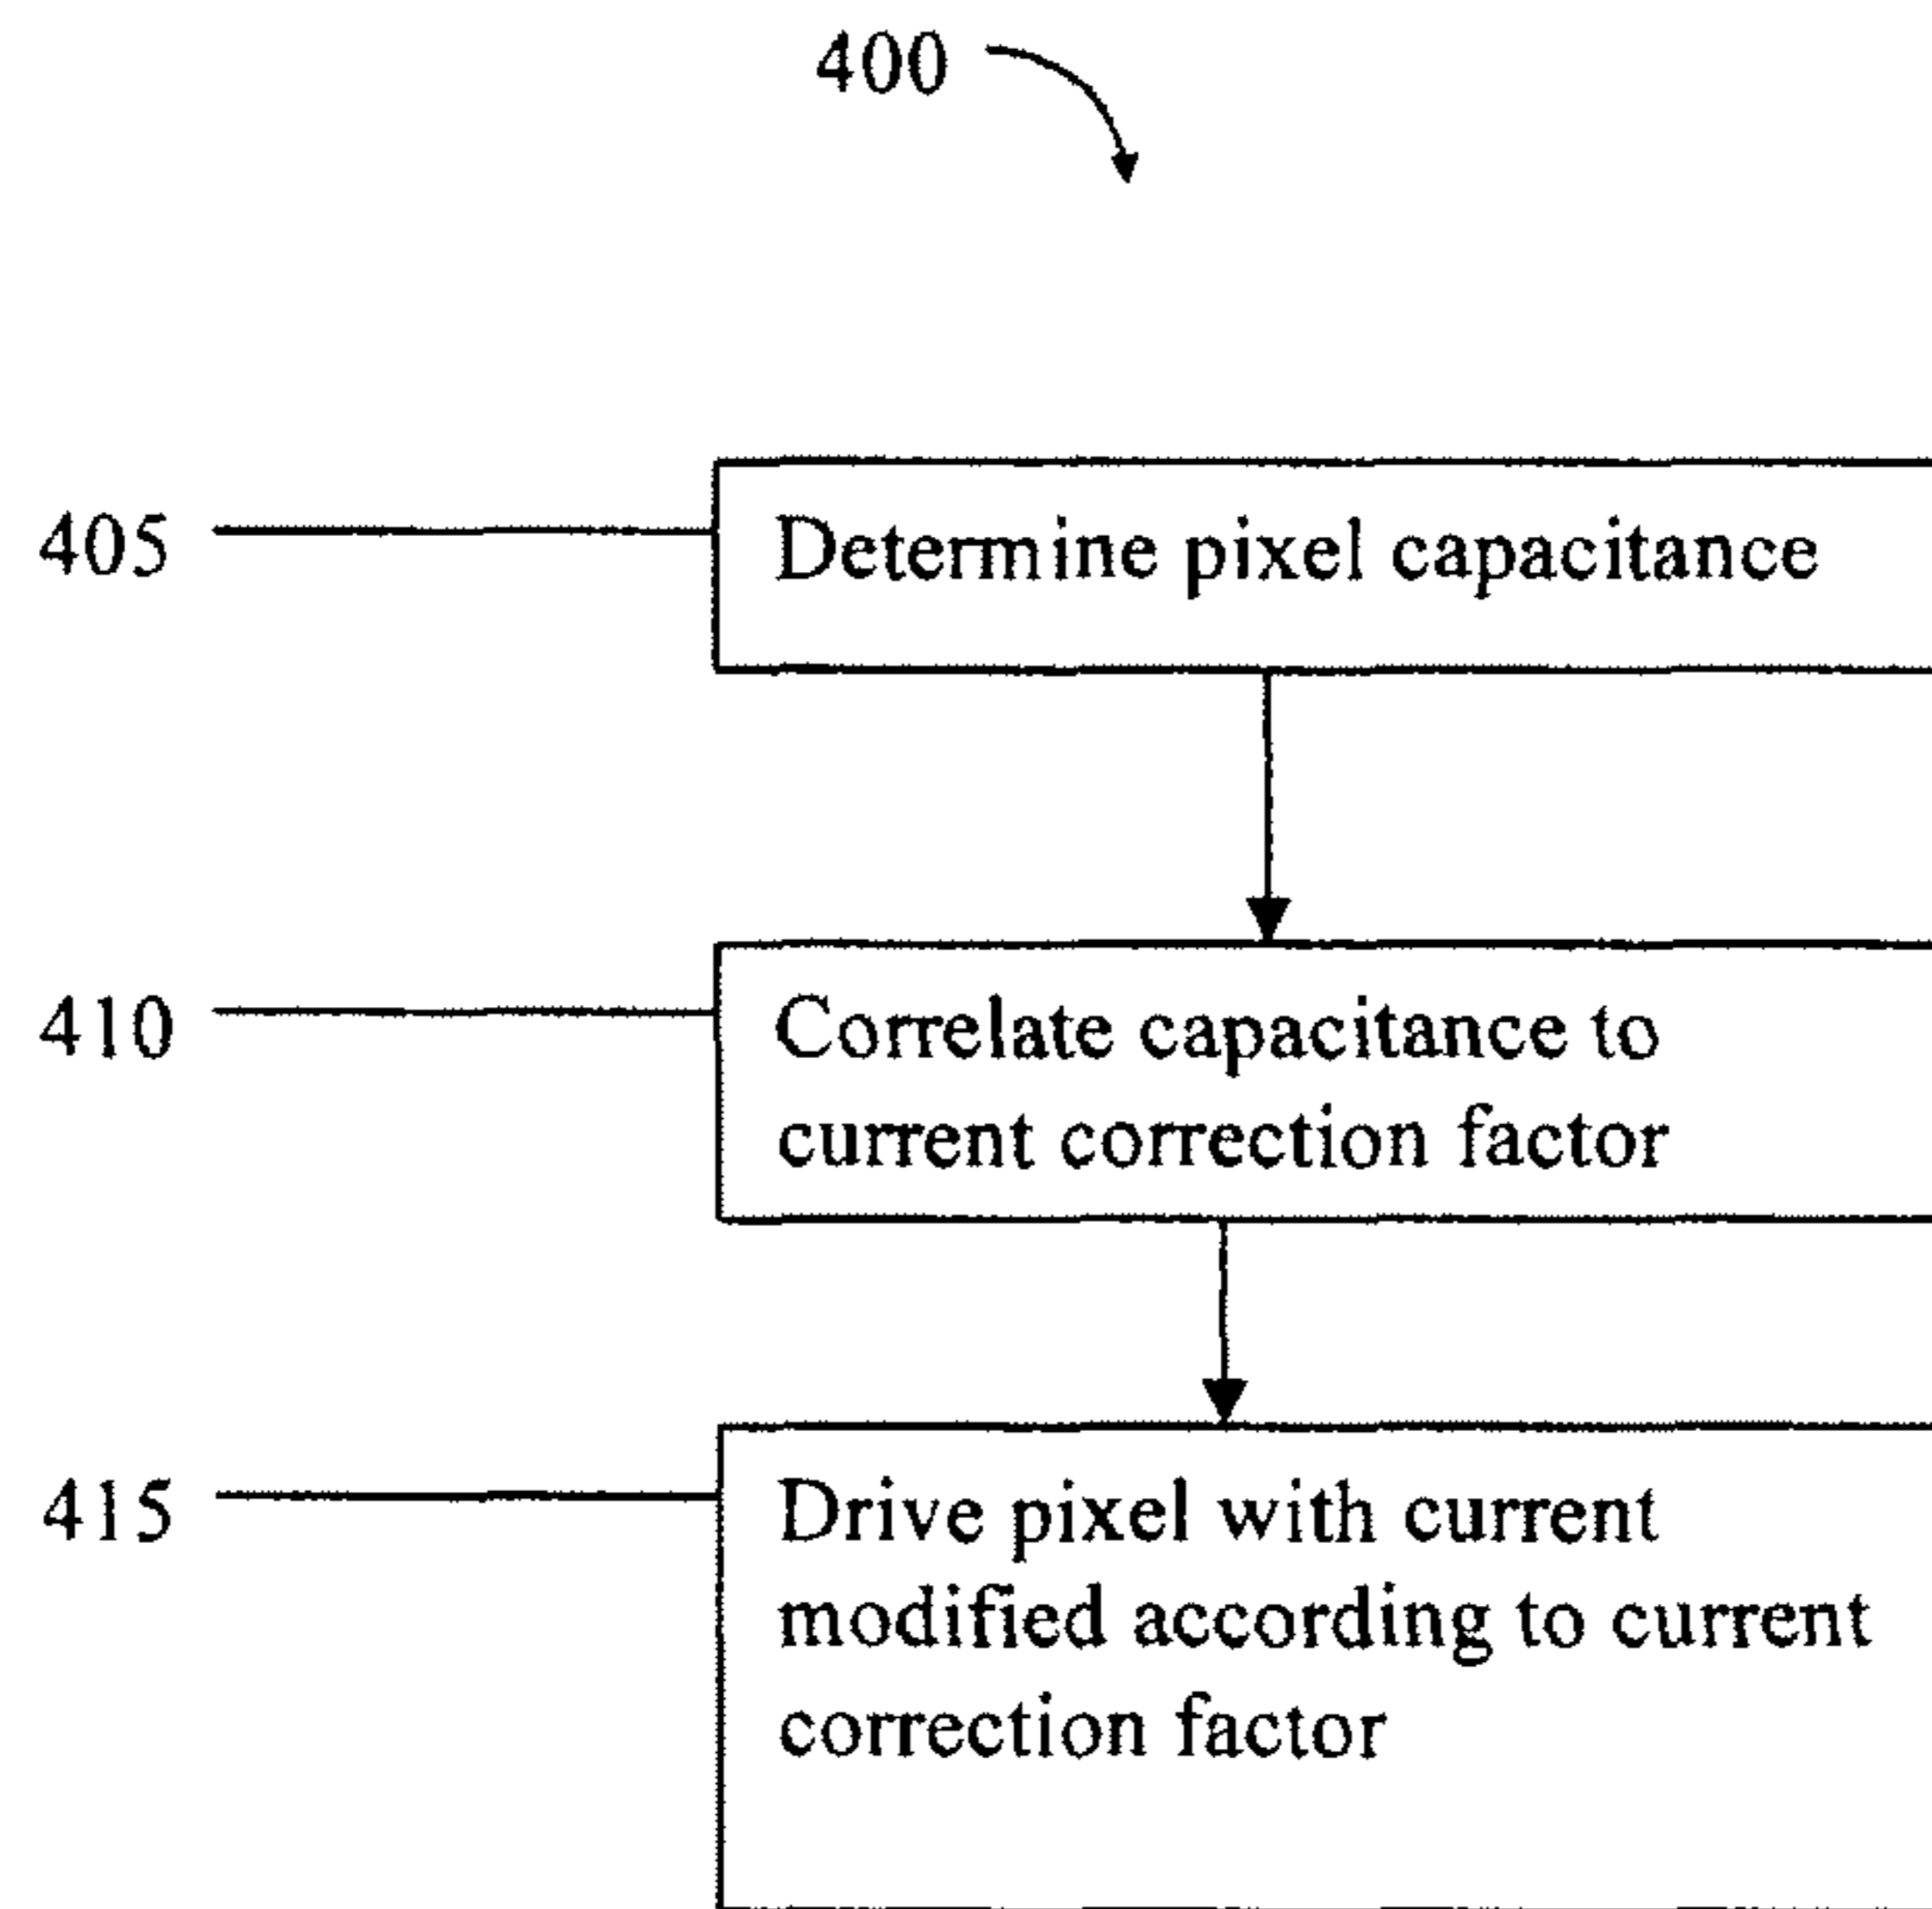 400
405
Determine pixel capacitance
410
Correlate capacitance to
current correction factor
415
Drive pixel with current
modified according to current
correction factor